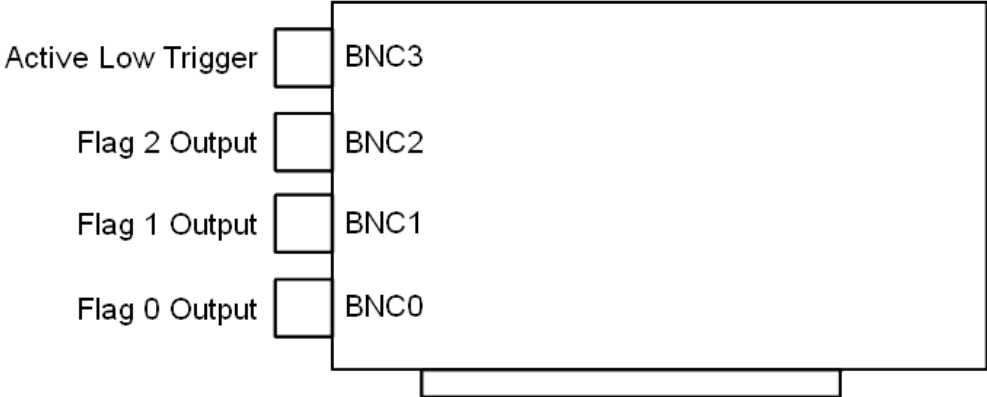 Active Low Trigger BNC3
Flag 2 Output BNC2
Flag 1 Output BNC1
Flag 0 Output BNC0